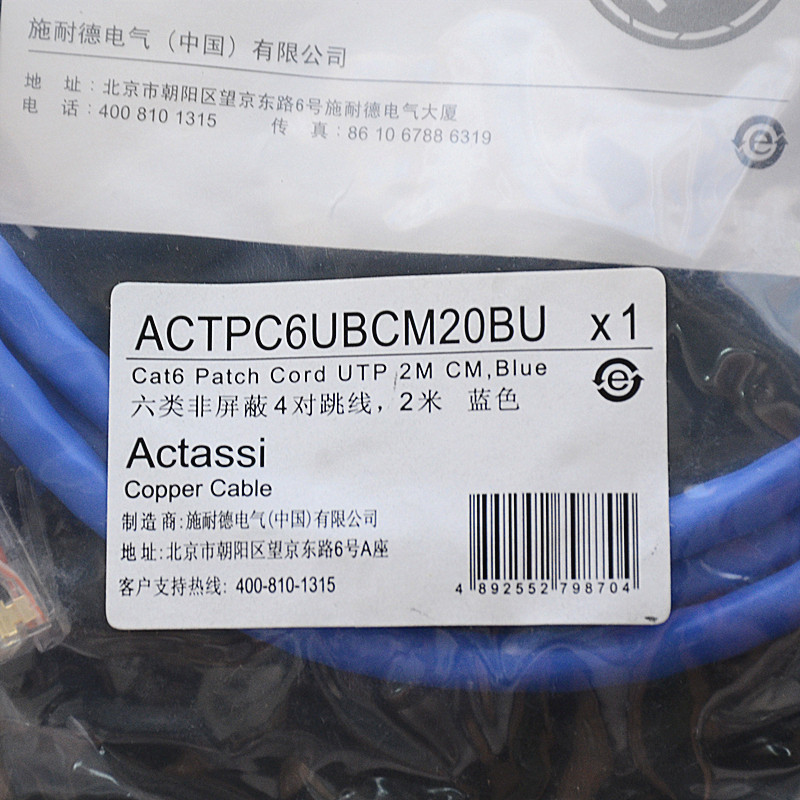 施耐德电气（中国）有限公司
地 址：北京市朝阳区望京东路6号施耐德电气大厦
电 话：400 810 1315 传 真：86 10 6788 6319
ACTPC6UBCM20BU x1
Cat6 Patch Cord UTP 2M CM,Blue
六类非屏蔽4对跳线，2米 蓝色
Actassi
Copper Cable
制造商:施耐德电气(中国)有限公司
地址:北京市朝阳区望京东路6号A座
客户支持热线: 400-810-1315
4 892552 798704